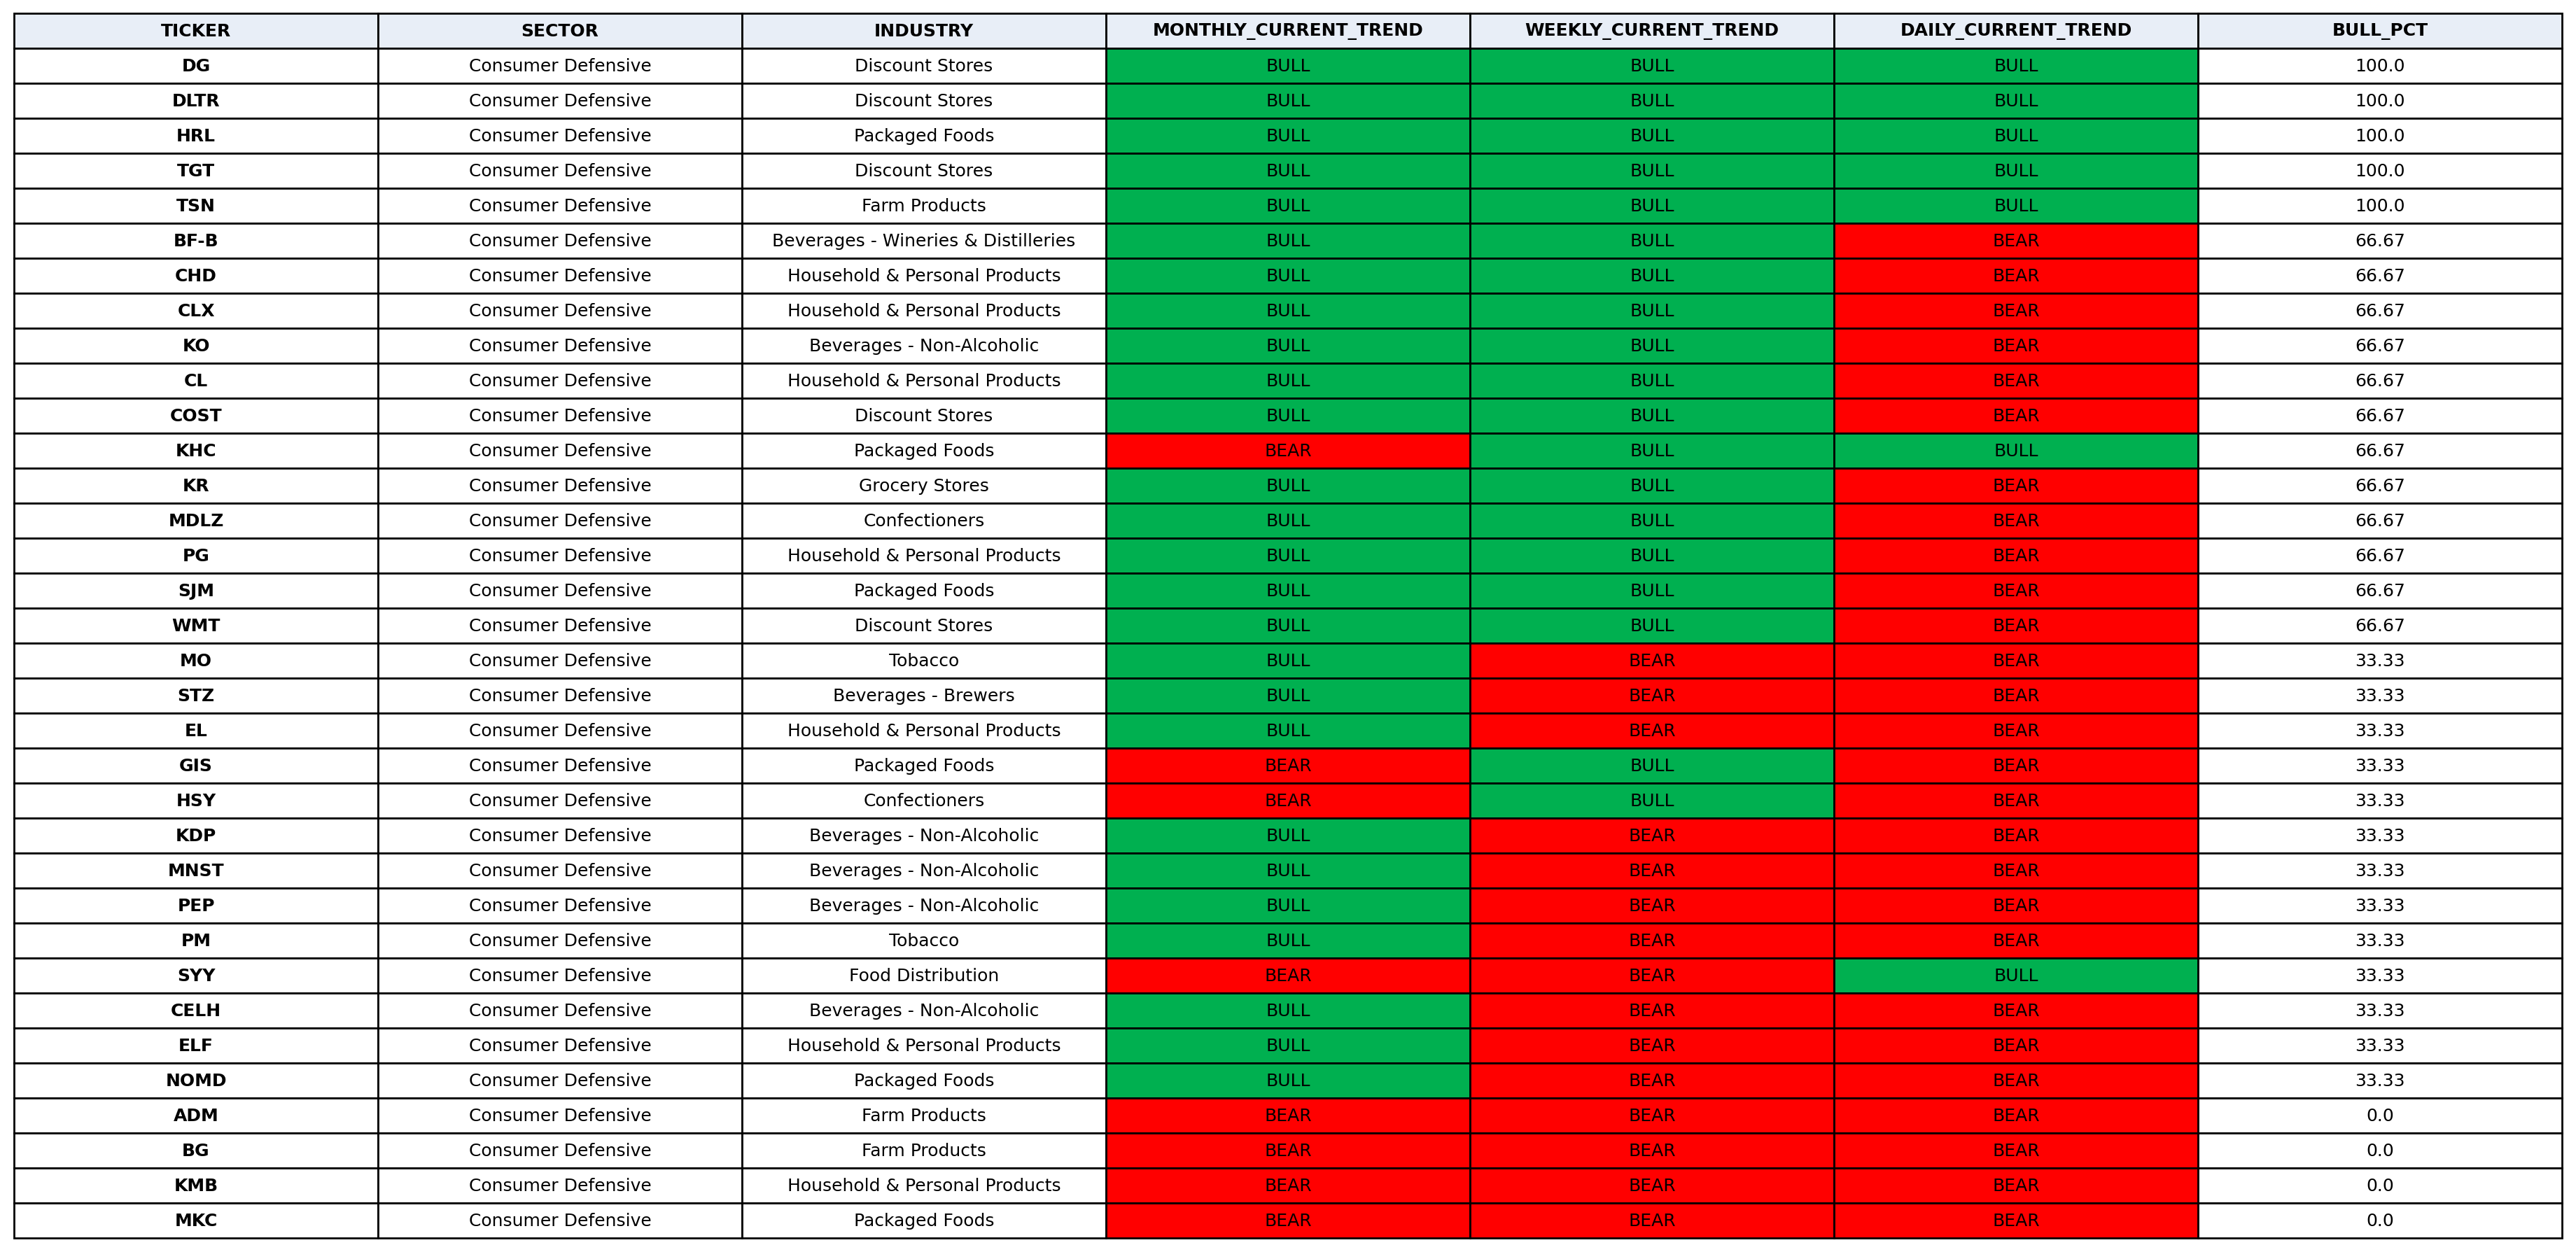 TICKER SECTOR INDUSTRY MONTHLY_CURRENT_TREND WEEKLY_CURRENT_TREND DAILY_CURRENT_TREND BULL_PCT
DG Consumer Defensive Discount Stores BULL BULL BULL 100.0
DLTR Consumer Defensive Discount Stores BULL BULL BULL 100.0
HRL Consumer Defensive Packaged Foods BULL BULL BULL 100.0
TGT Consumer Defensive Discount Stores BULL BULL BULL 100.0
TSN Consumer Defensive Farm Products BULL BULL BULL 100.0
BF-B Consumer Defensive Beverages - Wineries & Distilleries BULL BULL BEAR 66.67
CHD Consumer Defensive Household & Personal Products BULL BULL BEAR 66.67
CLX Consumer Defensive Household & Personal Products BULL BULL BEAR 66.67
KO Consumer Defensive Beverages - Non-Alcoholic BULL BULL BEAR 66.67
CL Consumer Defensive Household & Personal Products BULL BULL BEAR 66.67
COST Consumer Defensive Discount Stores BULL BULL BEAR 66.67
KHC Consumer Defensive Packaged Foods BEAR BULL BULL 66.67
KR Consumer Defensive Grocery Stores BULL BULL BEAR 66.67
MDLZ Consumer Defensive Confectioners BULL BULL BEAR 66.67
PG Consumer Defensive Household & Personal Products BULL BULL BEAR 66.67
SJM Consumer Defensive Packaged Foods BULL BULL BEAR 66.67
WMT Consumer Defensive Discount Stores BULL BULL BEAR 66.67
MO Consumer Defensive Tobacco BULL BEAR BEAR 33.33
STZ Consumer Defensive Beverages - Brewers BULL BEAR BEAR 33.33
EL Consumer Defensive Household & Personal Products BULL BEAR BEAR 33.33
GIS Consumer Defensive Packaged Foods BEAR BULL BEAR 33.33
HSY Consumer Defensive Confectioners BEAR BULL BEAR 33.33
KDP Consumer Defensive Beverages - Non-Alcoholic BULL BEAR BEAR 33.33
MNST Consumer Defensive Beverages - Non-Alcoholic BULL BEAR BEAR 33.33
PEP Consumer Defensive Beverages - Non-Alcoholic BULL BEAR BEAR 33.33
PM Consumer Defensive Tobacco BULL BEAR BEAR 33.33
SYY Consumer Defensive Food Distribution BEAR BEAR BULL 33.33
CELH Consumer Defensive Beverages - Non-Alcoholic BULL BEAR BEAR 33.33
ELF Consumer Defensive Household & Personal Products BULL BEAR BEAR 33.33
NOMD Consumer Defensive Packaged Foods BULL BEAR BEAR 33.33
ADM Consumer Defensive Farm Products BEAR BEAR BEAR 0.0
BG Consumer Defensive Farm Products BEAR BEAR BEAR 0.0
KMB Consumer Defensive Household & Personal Products BEAR BEAR BEAR 0.0
MKC Consumer Defensive Packaged Foods BEAR BEAR BEAR 0.0